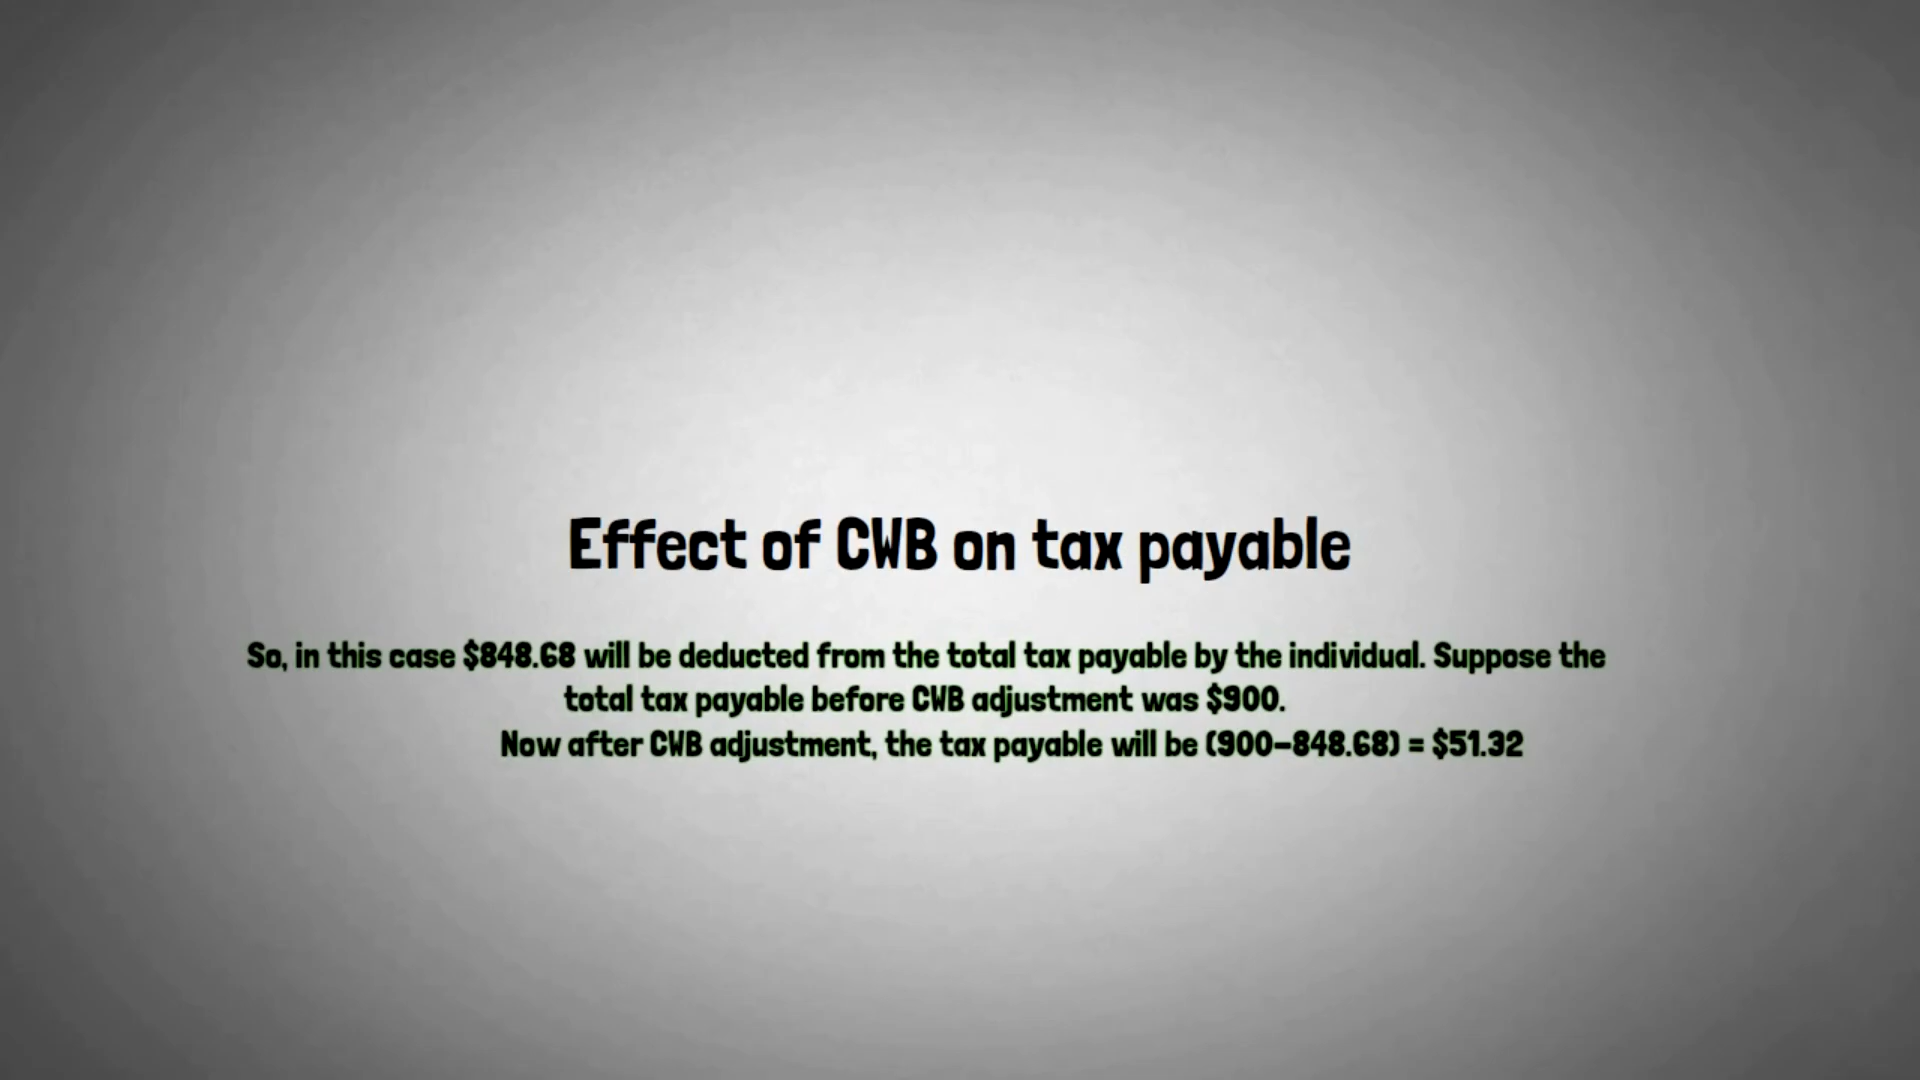 Effect of CWB on tax payable
So, in this case $848.68 will be deducted from the total tax payable by the individual. Suppose the
total tax payable before CWB adjustment was $900.
Now after CWB adjustment, the tax payable will be (900-848.68) = $51.32